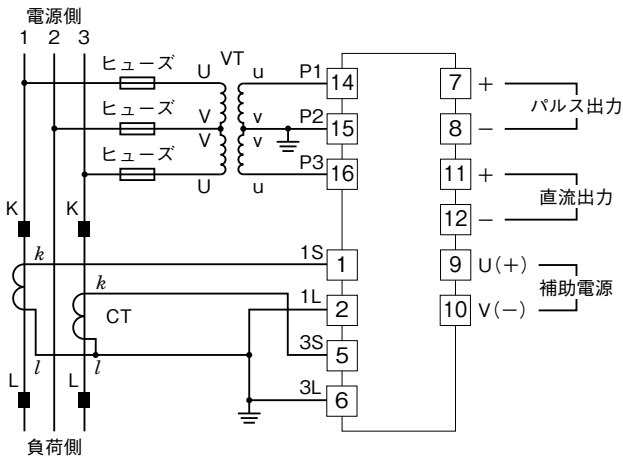 電源側
1 2 3
ヒューズ
VT
U u P1 14
7 + パルス出力
V v P2 15
8 −
ヒューズ
V v
11 + 直流出力
ヒューズ
U u P3 16
12 −
K K
k 1S 1
9 U(+) 補助電源
k 1L 2
10 V(−)
CT
3S 5
l l
L L
3L 6
負荷側